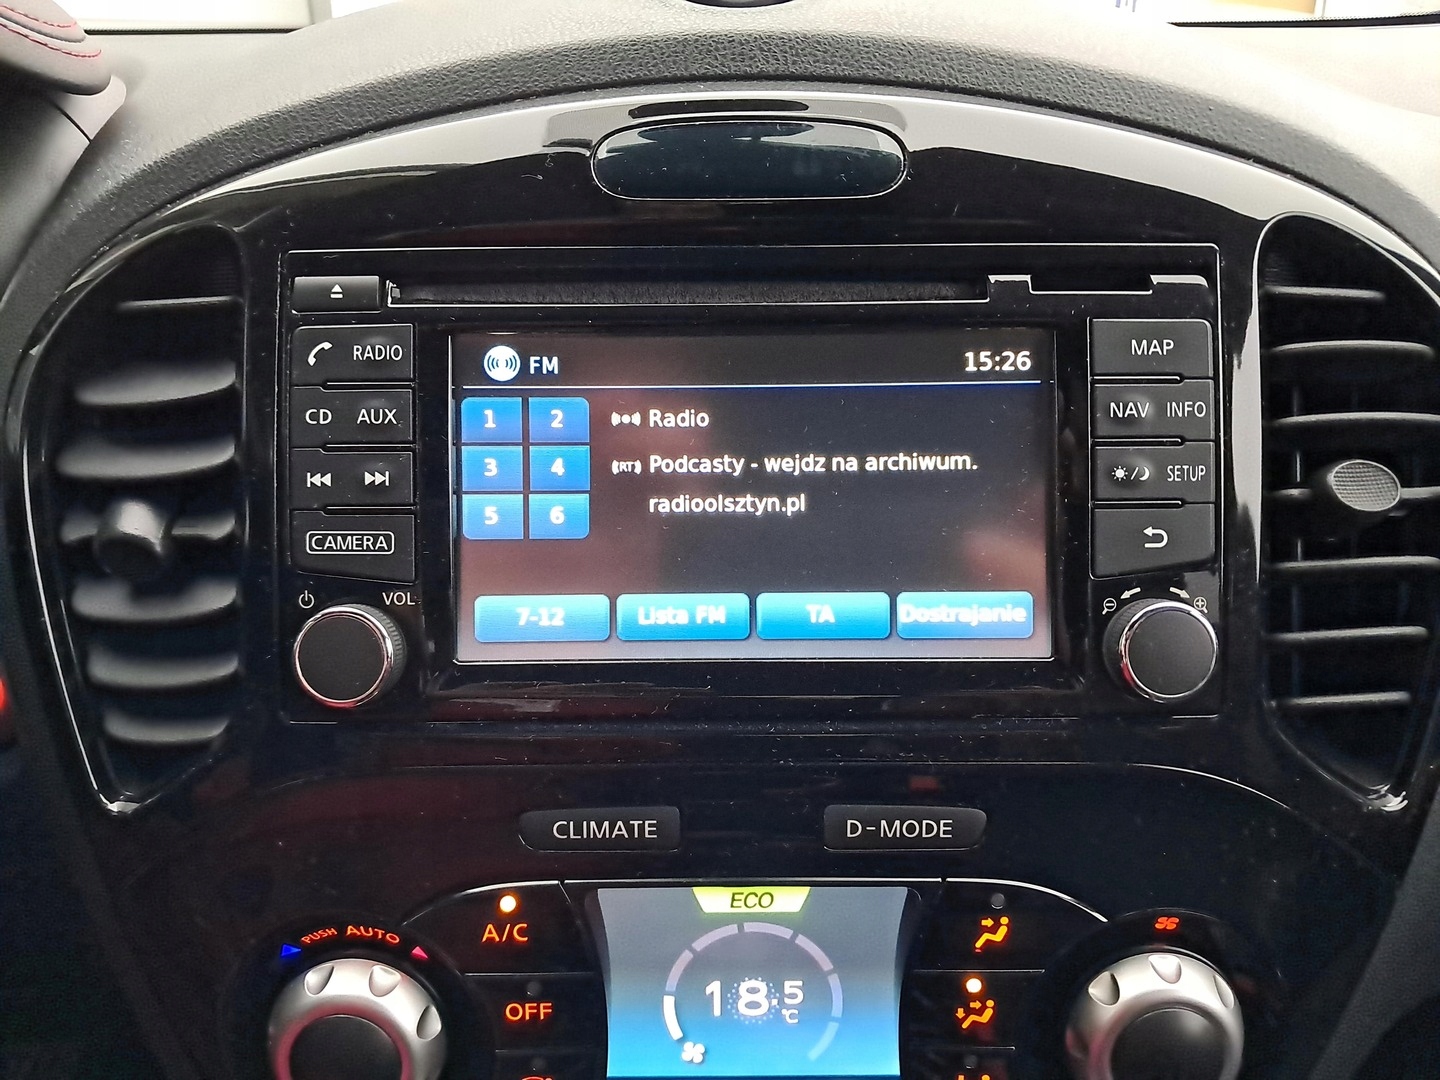 RADIO
CD AUX
CAMERA
VOL
FM 15:26
1 2
3 4
5 6
Radio
RT Podcasty - wejdz na archiwum.
radioolsztyn.pl
7-12 Lista FM TA Dostrajanie
MAP
NAV INFO
SETUP
CLIMATE D-MODE
PUSH AUTO
A/C
OFF
ECO
18.5 °C